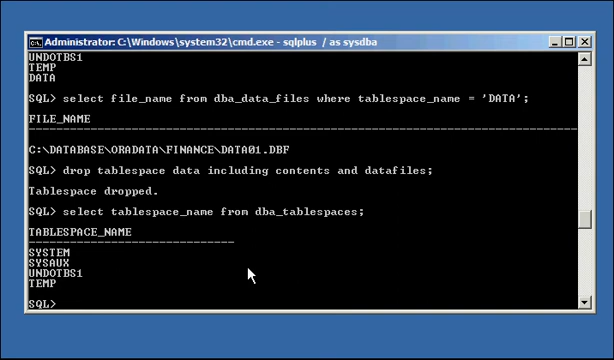 Administrator: C:\Windows\system32\cmd.exe - sqlplus / as sysdba
UNDOTBS1
TEMP
DATA
SQL> select file_name from dba_data_files where tablespace_name = 'DATA';
FILE_NAME
--------------------------------------------------------------------------------
C:\DATABASE\ORADATA\FINANCE\DATA01.DBF
SQL> drop tablespace data including contents and datafiles;
Tablespace dropped.
SQL> select tablespace_name from dba_tablespaces;
TABLESPACE_NAME
------------------------------
SYSTEM
SYSAUX
UNDOTBS1
TEMP
SQL>